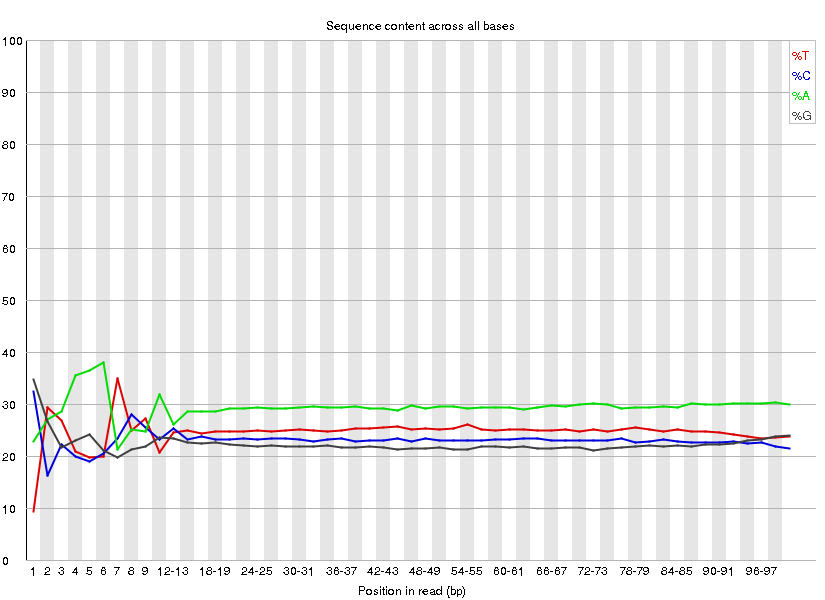 Sequence content across all bases
100
%T
%C
90
%A
%G
80
70
60
50
40
30
20
10
0
1 2 3 4 5 6 7 8 9 12-13 18-19 24-25 30-31 36-37 42-43 48-49 54-55 60-61 66-67 72-73 78-79 84-85 90-91 96-97
Position in read (bp)